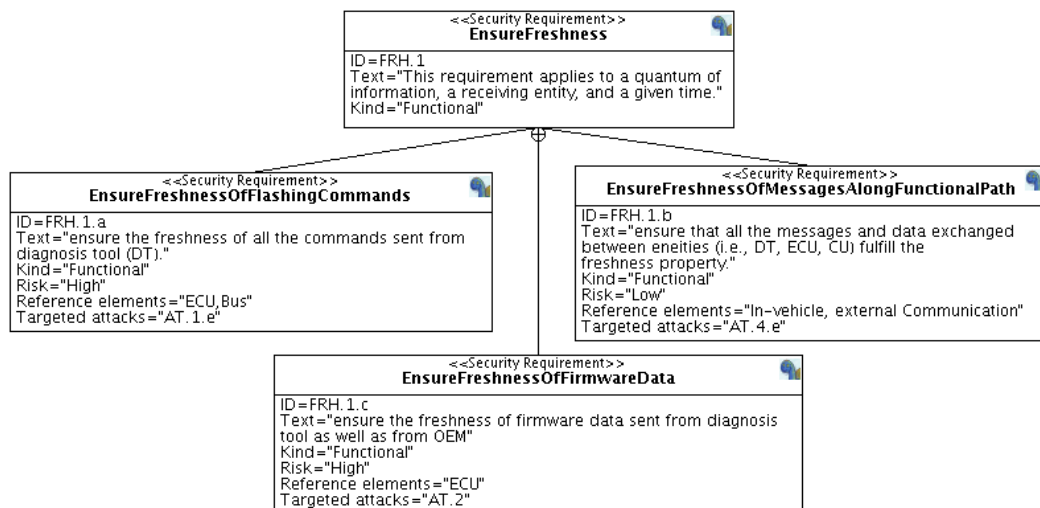 <<Security Requirement>>
EnsureFreshness
ID=FRH.1
Text="This requirement applies to a quantum of
information, a receiving entity, and a given time."
Kind="Functional"
<<Security Requirement>>
EnsureFreshnessOfFlashingCommands
ID=FRH.1.a
Text="ensure the freshness of all the commands sent from
diagnosis tool (DT)."
Kind="Functional"
Risk="High"
Reference elements="ECU,Bus"
Targeted attacks="AT.1.e"
<<Security Requirement>>
EnsureFreshnessOfMessagesAlongFunctionalPath
ID=FRH.1.b
Text="ensure that all the messages and data exchanged
between eneities (i.e., DT, ECU, CU) fulfill the
freshness property."
Kind="Functional"
Risk="Low"
Reference elements="In-vehicle, external Communication"
Targeted attacks="AT.4.e"
<<Security Requirement>>
EnsureFreshnessOfFirmwareData
ID=FRH.1.c
Text="ensure the freshness of firmware data sent from diagnosis
tool as well as from OEM"
Kind="Functional"
Risk="High"
Reference elements="ECU"
Targeted attacks="AT.2"